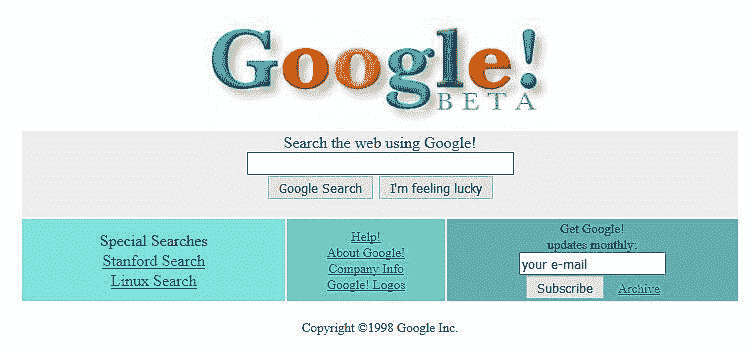 Google!
BETA
Search the web using Google!
Google Search
I'm feeling lucky
Special Searches
Stanford Search
Linux Search
Help!
About Google!
Company Info
Google! Logos
Get Google!
updates monthly:
your e-mail
Subscribe Archive
Copyright ©1998 Google Inc.